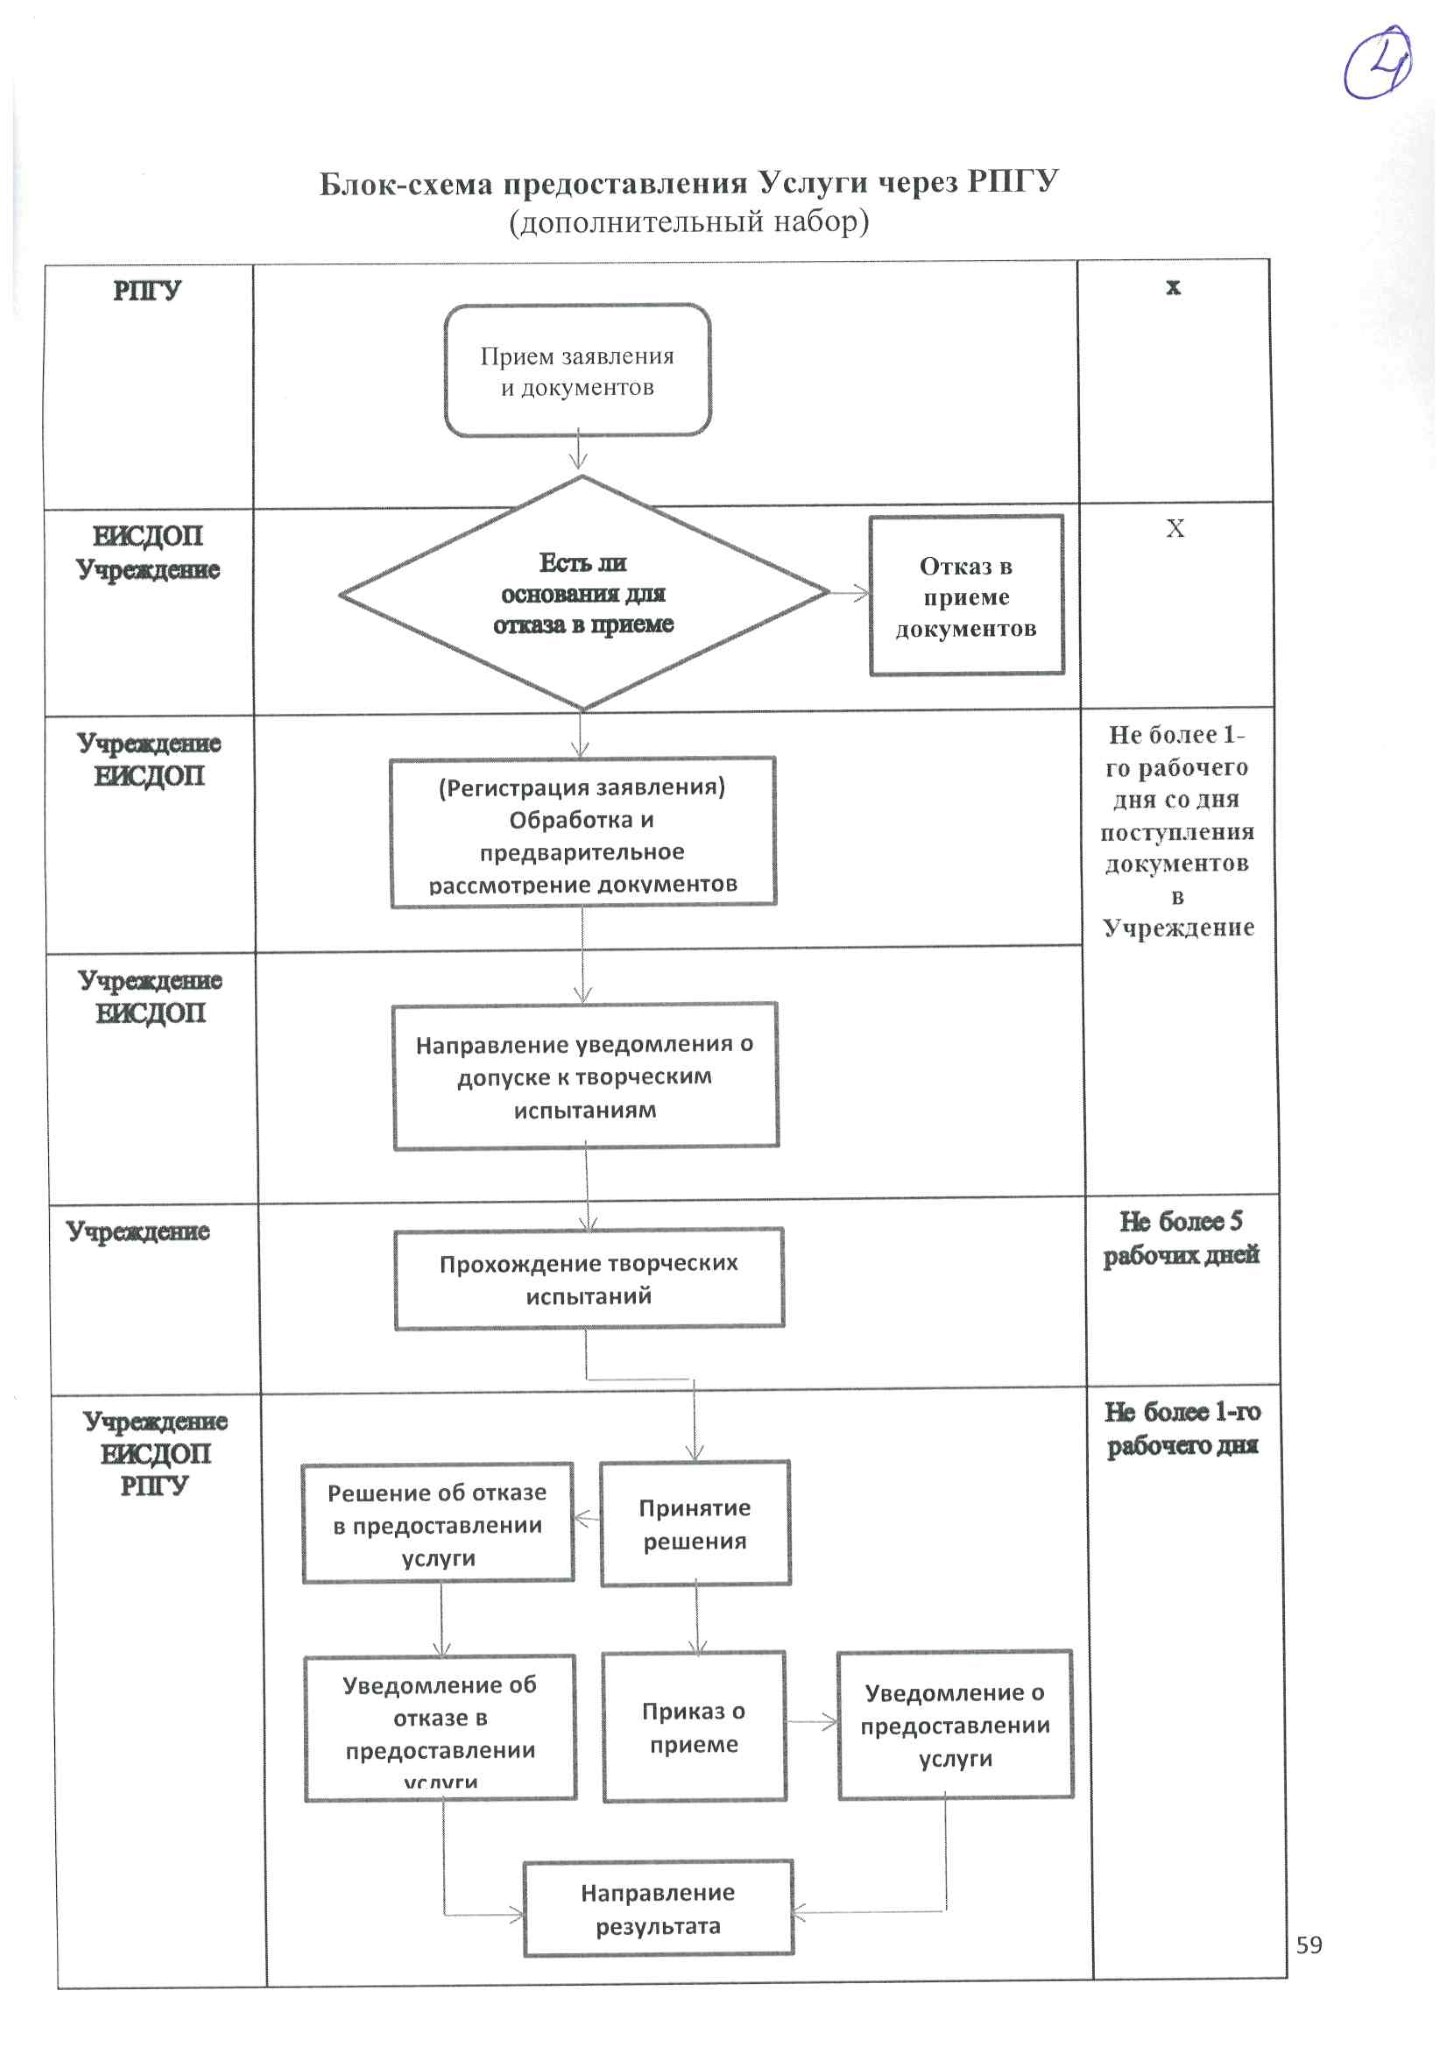 4
Блок-схема предоставления Услуги через РПГУ
(дополнительный набор)
РПГУ
Прием заявления
и документов
х
ЕИСДОП
Учреждение
Есть ли
основания для
отказа в приеме
Отказ в
приеме
документов
Х
Учреждение
ЕИСДОП
(Регистрация заявления)
Обработка и
предварительное
рассмотрение документов
Не более 1-
го рабочего
дня со дня
поступления
документов
в
Учреждение
Учреждение
ЕИСДОП
Направление уведомления о
допуске к творческим
испытаниям
Учреждение
Прохождение творческих
испытаний
Не более 5
рабочих дней
Учреждение
ЕИСДОП
РПГУ
Не более 1-го
рабочего дня
Решение об отказе
в предоставлении
услуги
Принятие
решения
Уведомление об
отказе в
предоставлении
услуги
Приказ о
приеме
Уведомление о
предоставлении
услуги
Направление
результата
59